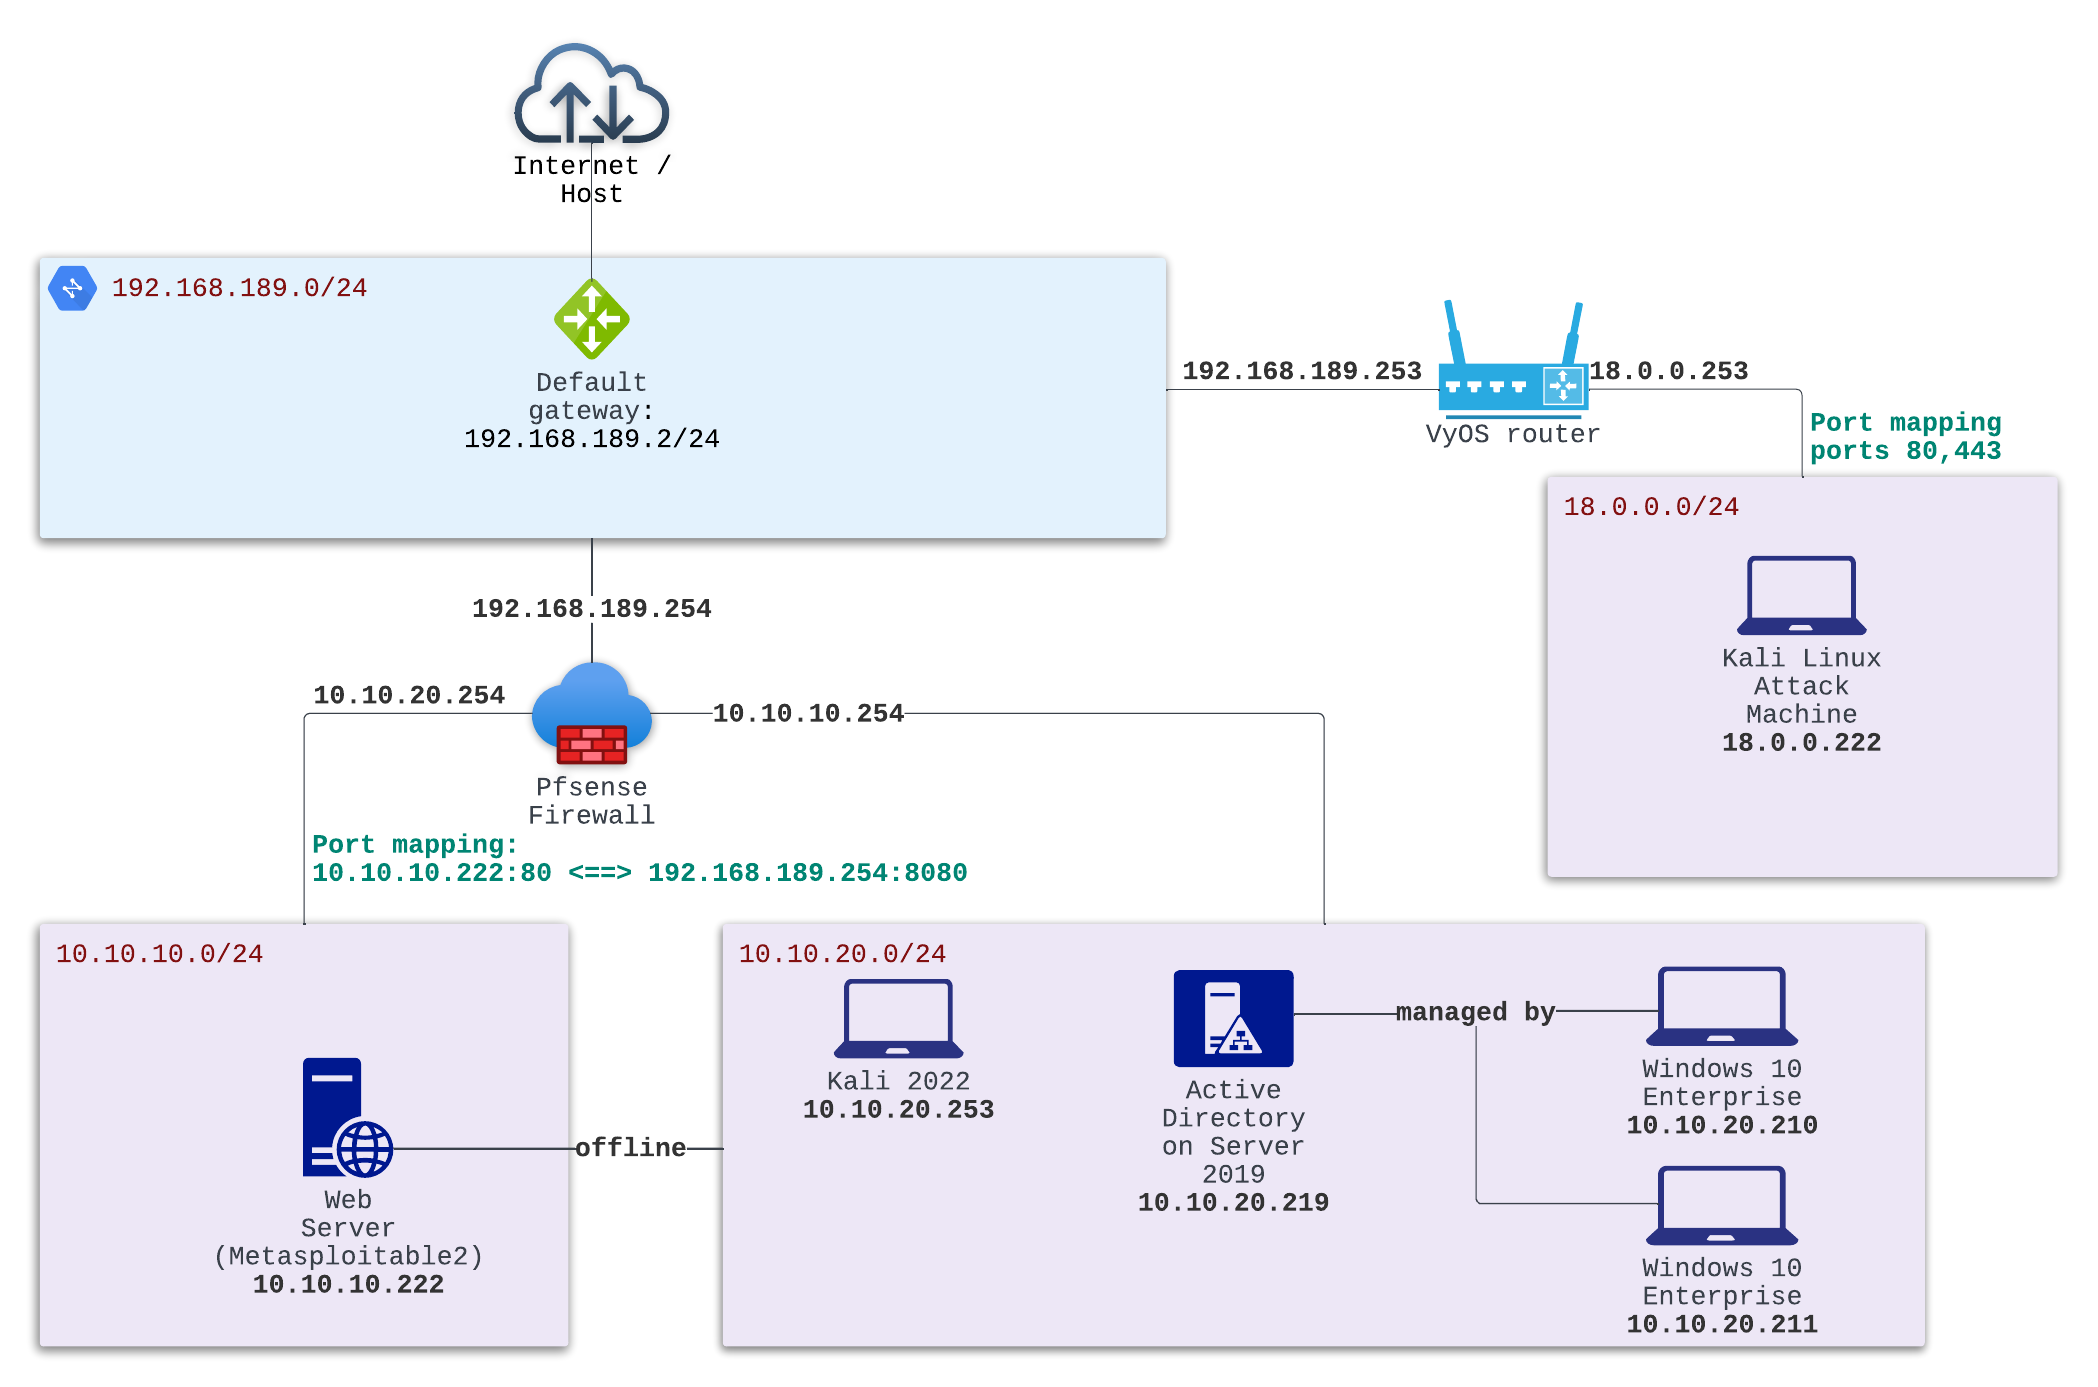 Internet /
Host
192.168.189.0/24
Default
gateway:
192.168.189.2/24
192.168.189.253
18.0.0.253
VyOS router
Port mapping
ports 80,443
18.0.0.0/24
Kali Linux
Attack
Machine
18.0.0.222
192.168.189.254
10.10.20.254
10.10.10.254
Pfsense
Firewall
Port mapping:
10.10.10.222:80 <==> 192.168.189.254:8080
10.10.10.0/24
Web
Server
(Metasploitable2)
10.10.10.222
offline
10.10.20.0/24
Kali 2022
10.10.20.253
Active
Directory
on Server
2019
10.10.20.219
managed by
Windows 10
Enterprise
10.10.20.210
Windows 10
Enterprise
10.10.20.211